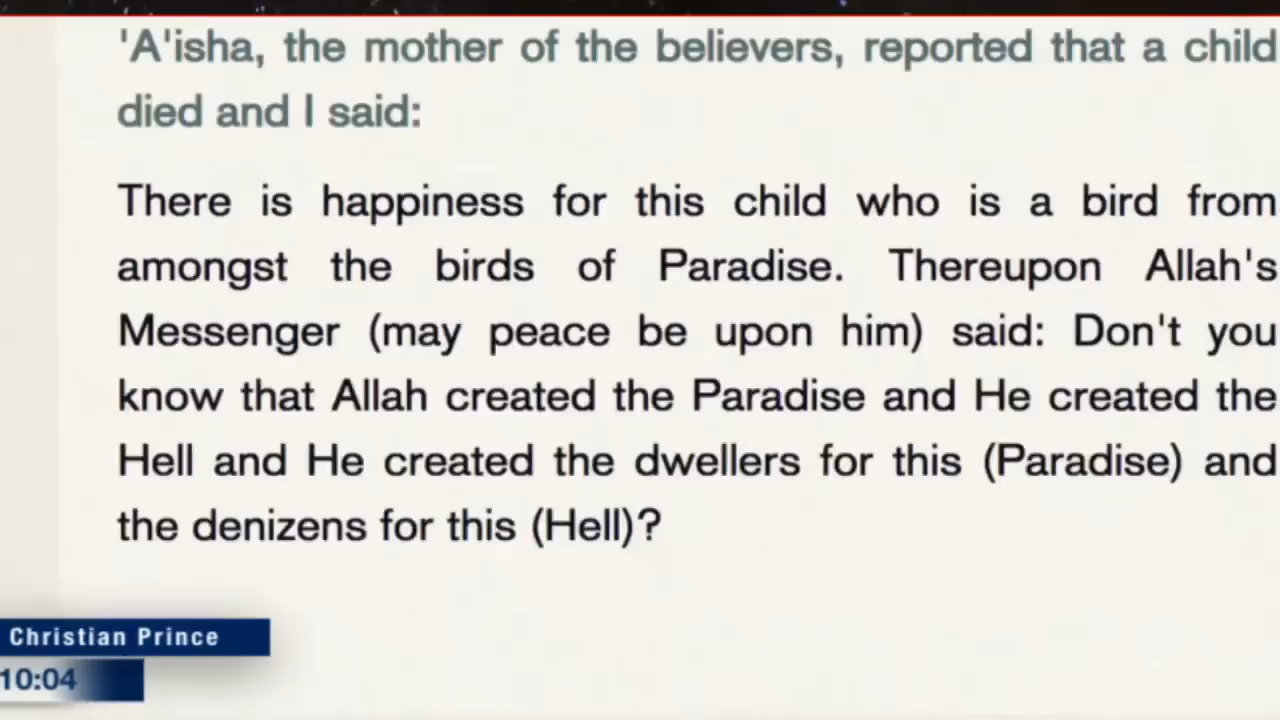 'A'isha, the mother of the believers, reported that a child
died and I said:
There is happiness for this child who is a bird from
amongst the birds of Paradise. Thereupon Allah's
Messenger (may peace be upon him) said: Don't you
know that Allah created the Paradise and He created the
Hell and He created the dwellers for this (Paradise) and
the denizens for this (Hell)?
Christian Prince
10:04